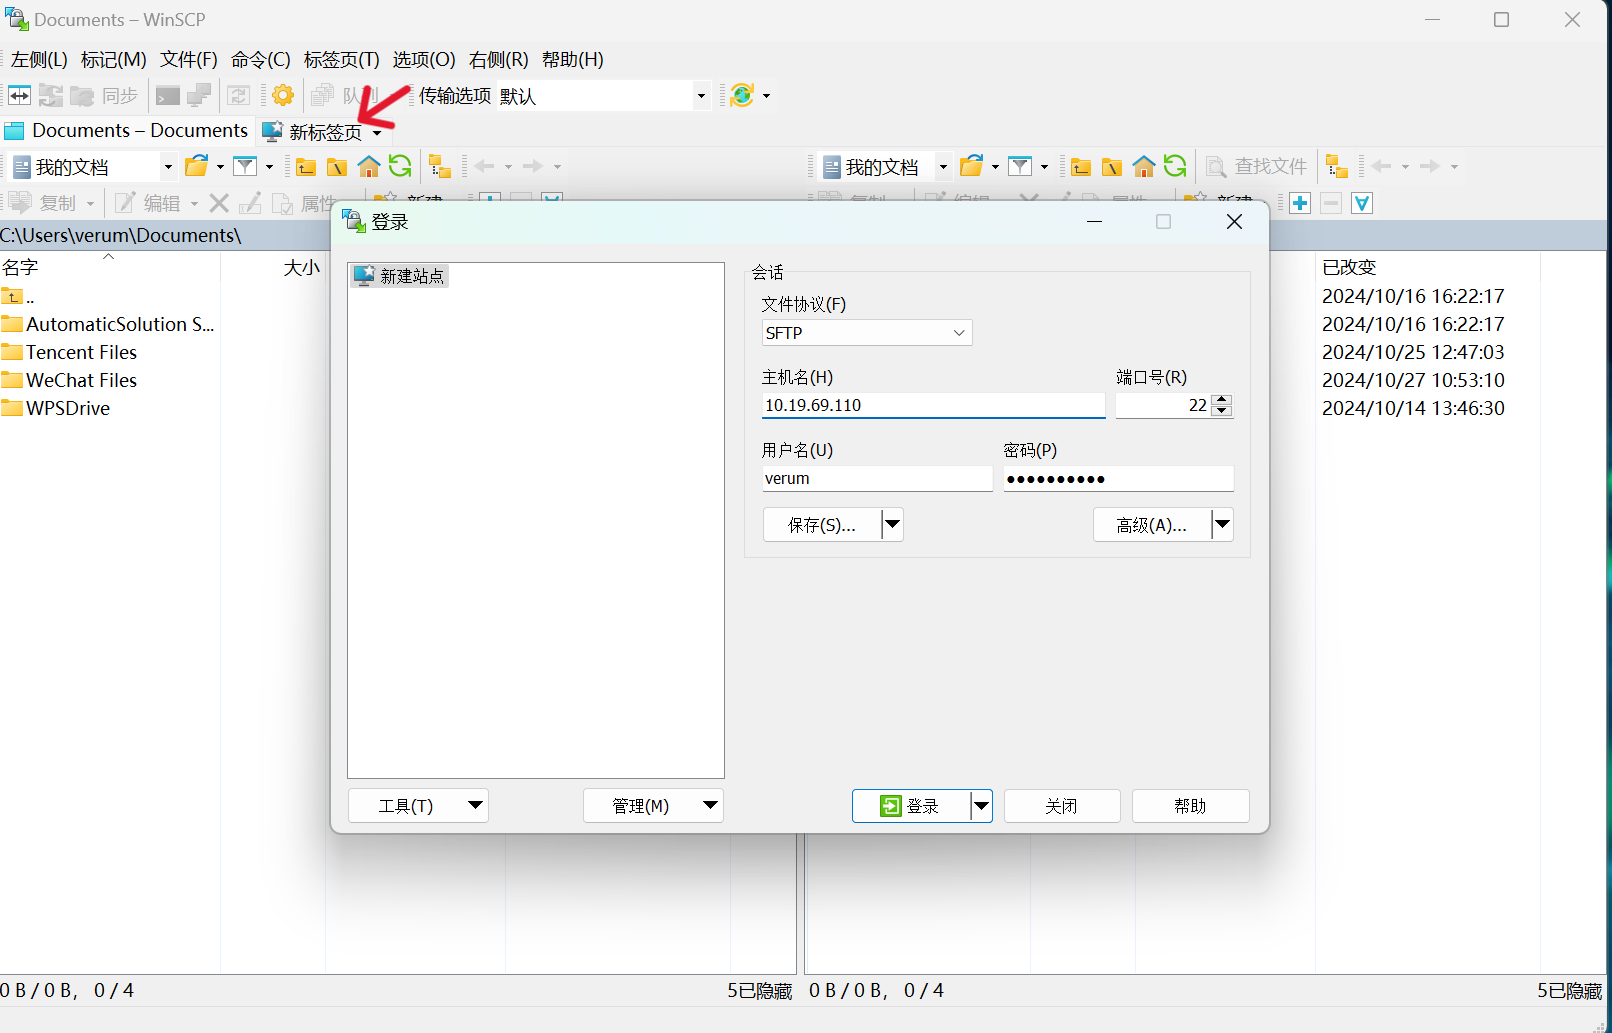 Documents – WinSCP
左侧(L) 标记(M) 文件(F) 命令(C) 标签页(T) 选项(O) 右侧(R) 帮助(H)
同步 传输选项 默认
Documents – Documents 新标签页
我的文档 我的文档 查找文件
复制 编辑 属性 新建 复制 编辑 属性 新建
C:\Users\verum\Documents\
名字 大小 已改变
.. 2024/10/16 16:22:17
AutomaticSolution S... 2024/10/16 16:22:17
Tencent Files 2024/10/25 12:47:03
WeChat Files 2024/10/27 10:53:10
WPSDrive 2024/10/14 13:46:30
登录
新建站点
会话
文件协议(F)
SFTP
主机名(H) 端口号(R)
10.19.69.110 22
用户名(U) 密码(P)
verum ●●●●●●●●●●
保存(S)... 高级(A)...
工具(T) 管理(M) 登录 关闭 帮助
0 B / 0 B， 0 / 4 5已隐藏 0 B / 0 B， 0 / 4 5已隐藏